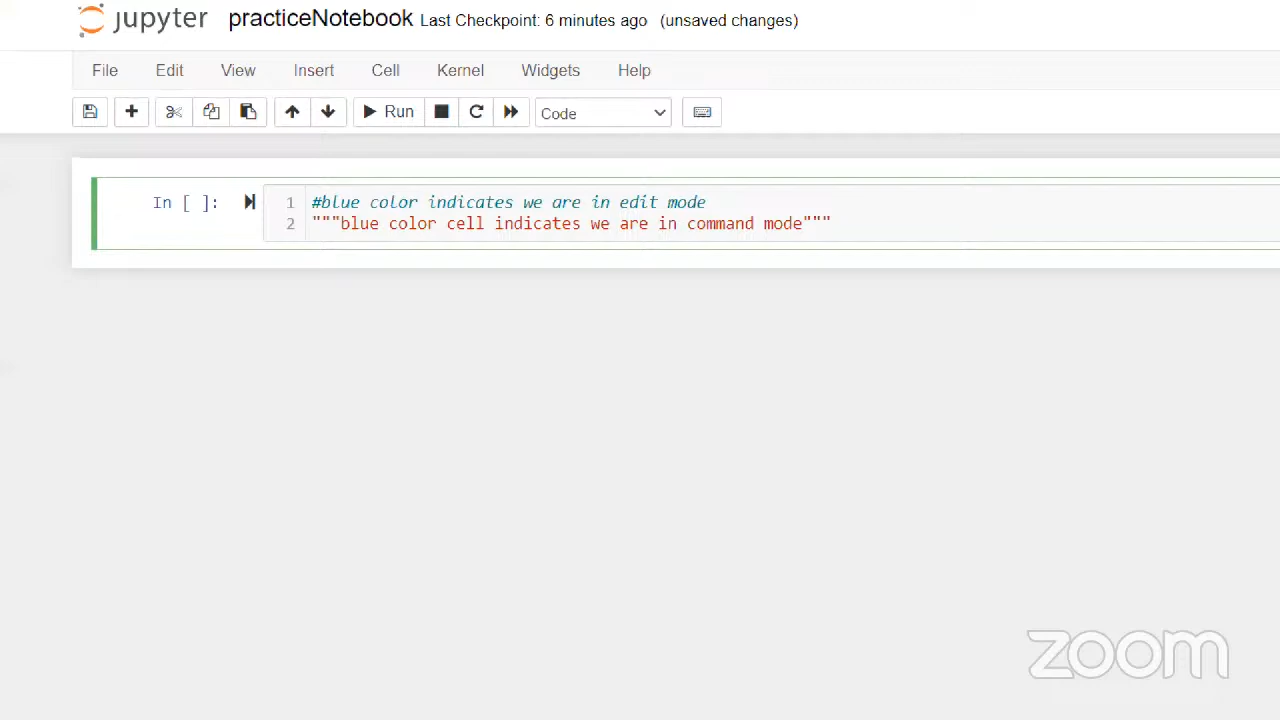 jupyter practiceNotebook Last Checkpoint: 6 minutes ago (unsaved changes)
File Edit View Insert Cell Kernel Widgets Help
Run Code
In [ ]: 1 #blue color indicates we are in edit mode
2 """blue color cell indicates we are in command mode"""
zoom